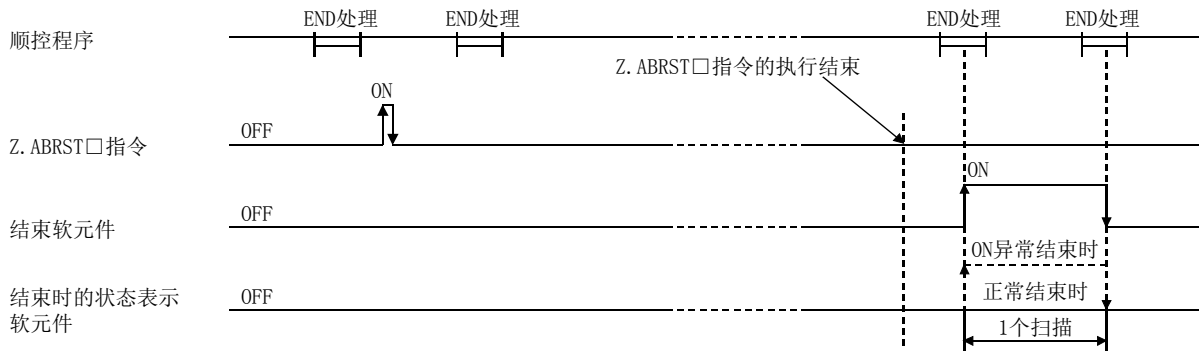 END处理 END处理 END处理 END处理
顺控程序
Z.ABRST□指令的执行结束
ON
OFF
Z.ABRST□指令
ON
OFF
结束软元件
ON异常结束时
OFF
正常结束时
结束时的状态表示
软元件
1个扫描